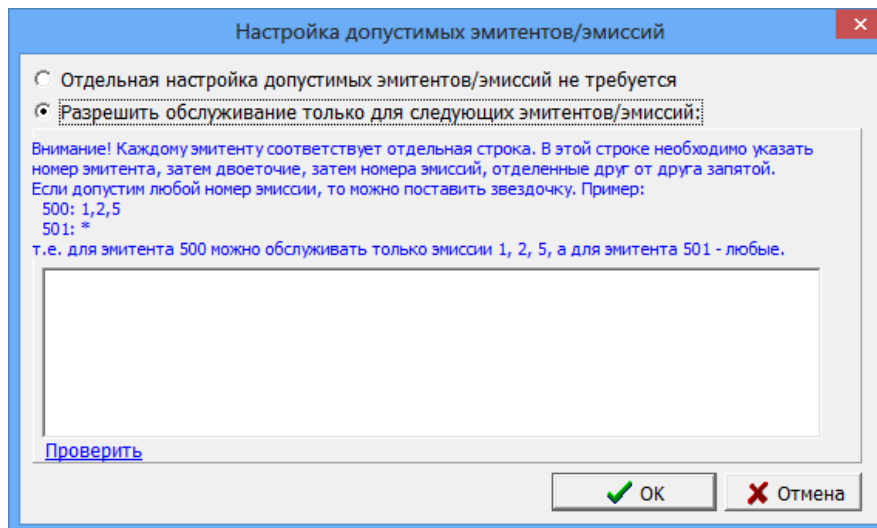 Настройка допустимых эмитентов/эмиссий
Отдельная настройка допустимых эмитентов/эмиссий не требуется
Разрешить обслуживание только для следующих эмитентов/эмиссий:
Внимание! Каждому эмитенту соответствует отдельная строка. В этой строке необходимо указать
номер эмитента, затем двоеточие, затем номера эмиссий, отделенные друг от друга запятой.
Если допустим любой номер эмиссии, то можно поставить звездочку. Пример:
500: 1,2,5
501: *
т.е. для эмитента 500 можно обслуживать только эмиссии 1, 2, 5, а для эмитента 501 - любые.
Проверить
ОК
Отмена